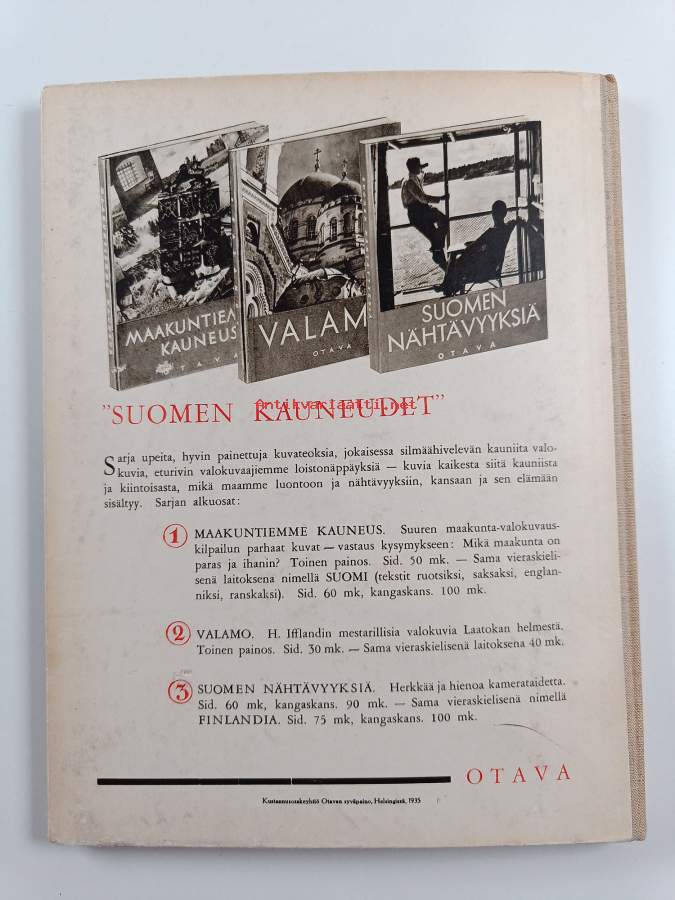 MAAKUNTIEM
KAUNEUS
OTAVA
VALAM
OTAVA
SUOMEN
NÄHTÄVYYKSIÄ
OTAVA
"SUOMEN KAUNEUDET"
Antikvariaatti.net
Sarja upeita, hyvin painettuja kuvateoksia, jokaisessa silmäähivelevän kauniita valo-
kuvia, eturivin valokuvaajiemme loistonäppäyksiä — kuvia kaikesta siitä kauniista
ja kiintoisasta, mikä maamme luontoon ja nähtävyyksiin, kansaan ja sen elämään
sisältyy. Sarjan alkuosat:
1 MAAKUNTIEMME KAUNEUS. Suuren maakunta-valokuvaus-
kilpailun parhaat kuvat — vastaus kysymykseen: Mikä maakunta on
paras ja ihanin? Toinen painos. Sid. 50 mk. — Sama vieraskieli-
senä laitoksena nimellä SUOMI (tekstit ruotsiksi, saksaksi, englan-
niksi, ranskaksi). Sid. 60 mk, kangaskans. 100 mk.
2 VALAMO. H. Ifflandin mestarillisia valokuvia Laatokan helmestä.
Toinen painos. Sid. 30 mk. — Sama vieraskielisenä laitoksena 40 mk.
3 SUOMEN NÄHTÄVYYKSIÄ. Herkkää ja hienoa kamerataidetta.
Sid. 60 mk, kangaskans. 90 mk. — Sama vieraskielisenä nimellä
FINLANDIA. Sid. 75 mk, kangaskans. 100 mk.
OTAVA
Kustannusosakeyhtiö Otavan syväpaino, Helsingissä, 1935